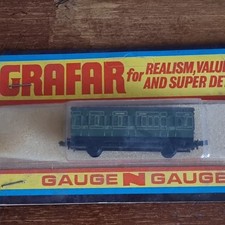 GRAFAR for REALISM, VALU
AND SUPER DE
GAUGE N GAUGE